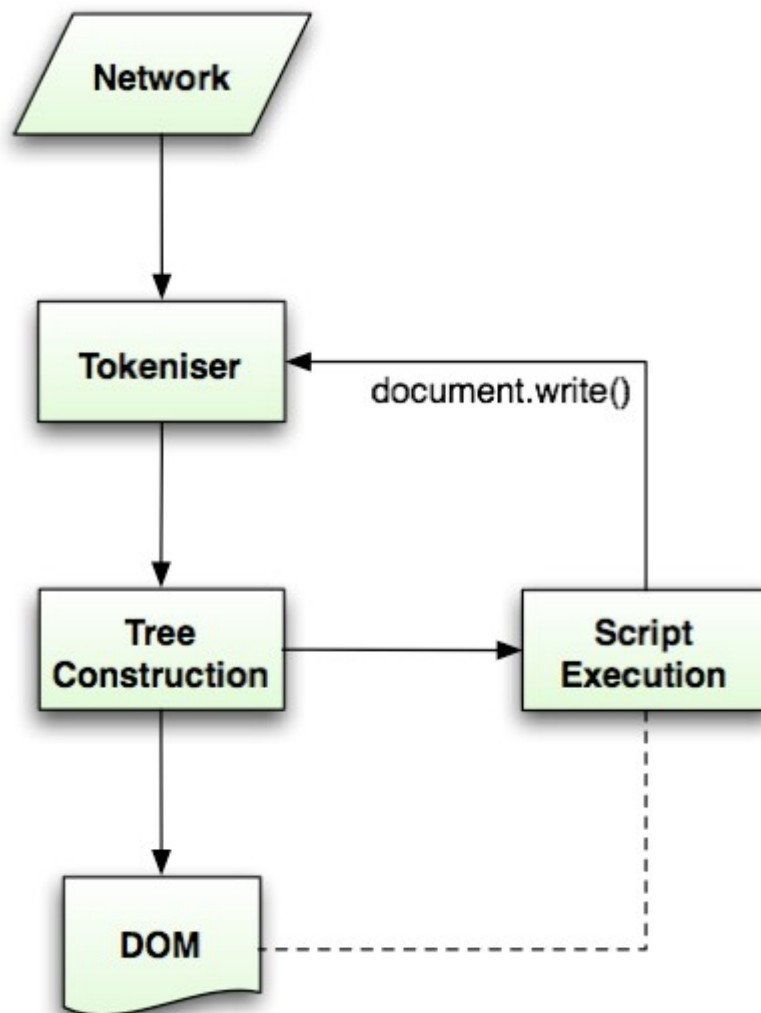 Network
Tokeniser
document.write()
Tree
Construction
Script
Execution
DOM